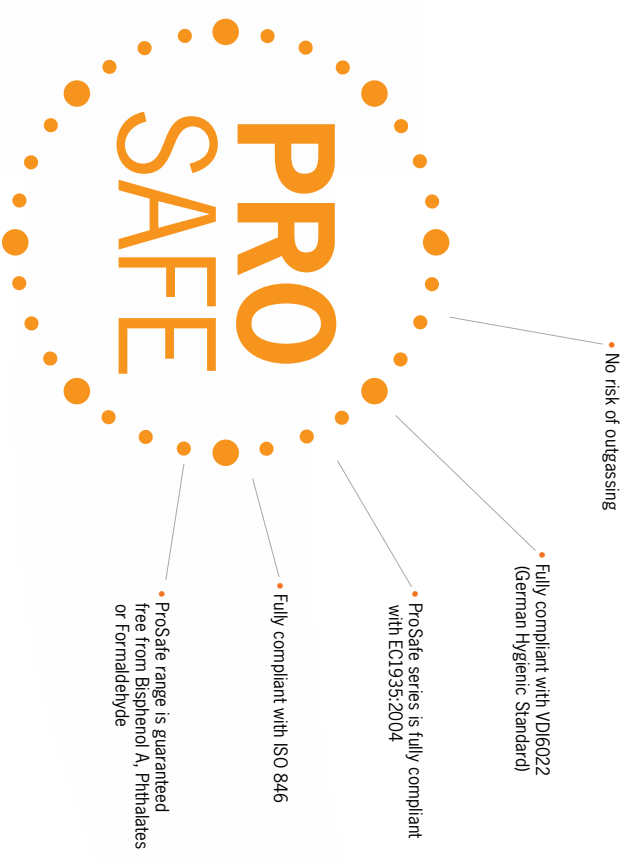 PRO
SAFE
No risk of outgassing
Fully compliant with VDI6022
(German Hygienic Standard)
ProSafe series is fully compliant
with EC1935:2004
Fully compliant with ISO 846
ProSafe range is guaranteed
free from Bisphenol A, Phthalates
or Formaldehyde